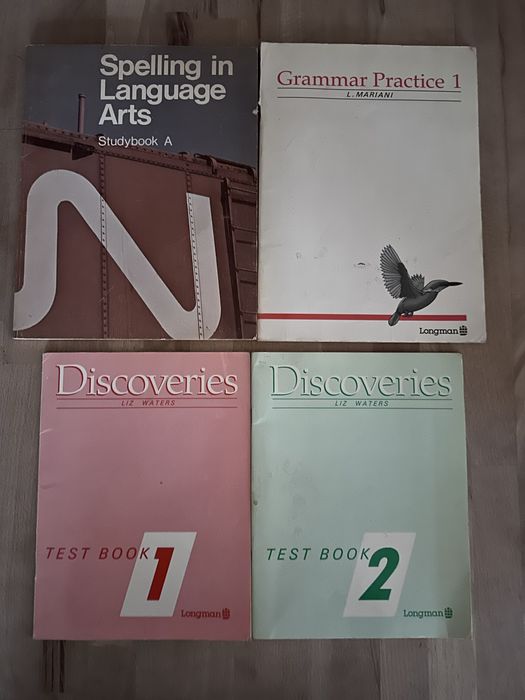 Spelling in
Language
Arts
Studybook A
Grammar Practice 1
L. MARIANI
Longman
Discoveries
LIZ WATERS
TEST BOOK 1
Longman
Discoveries
LIZ WATERS
TEST BOOK 2
Longman